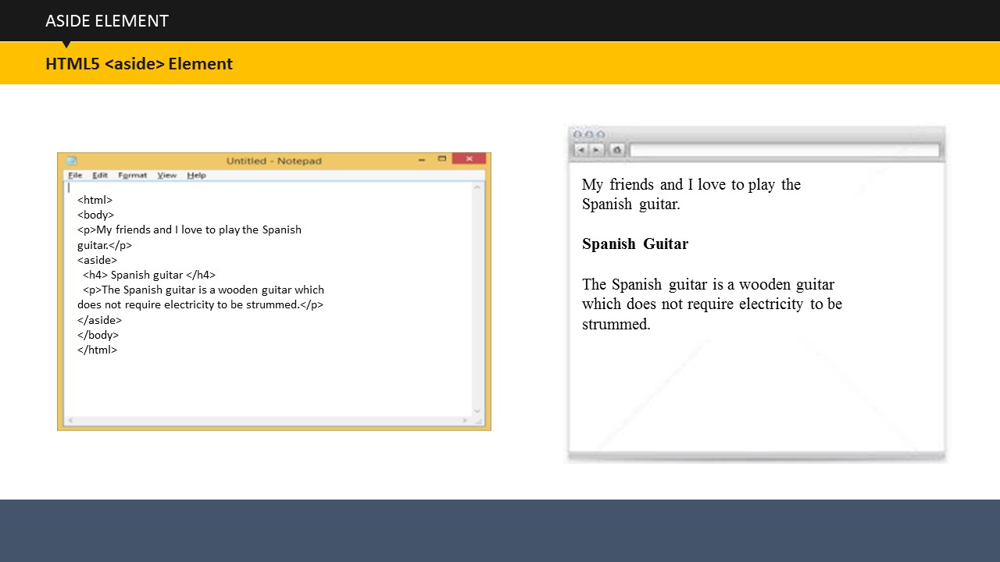 ASIDE ELEMENT
HTML5 <aside> Element
Untitled - Notepad
File Edit Format View Help
<html>
<body>
<p>My friends and I love to play the Spanish
guitar.</p>
<aside>
<h4> Spanish guitar </h4>
<p>The Spanish guitar is a wooden guitar which
does not require electricity to be strummed.</p>
</aside>
</body>
</html>
My friends and I love to play the
Spanish guitar.
Spanish Guitar
The Spanish guitar is a wooden guitar
which does not require electricity to be
strummed.